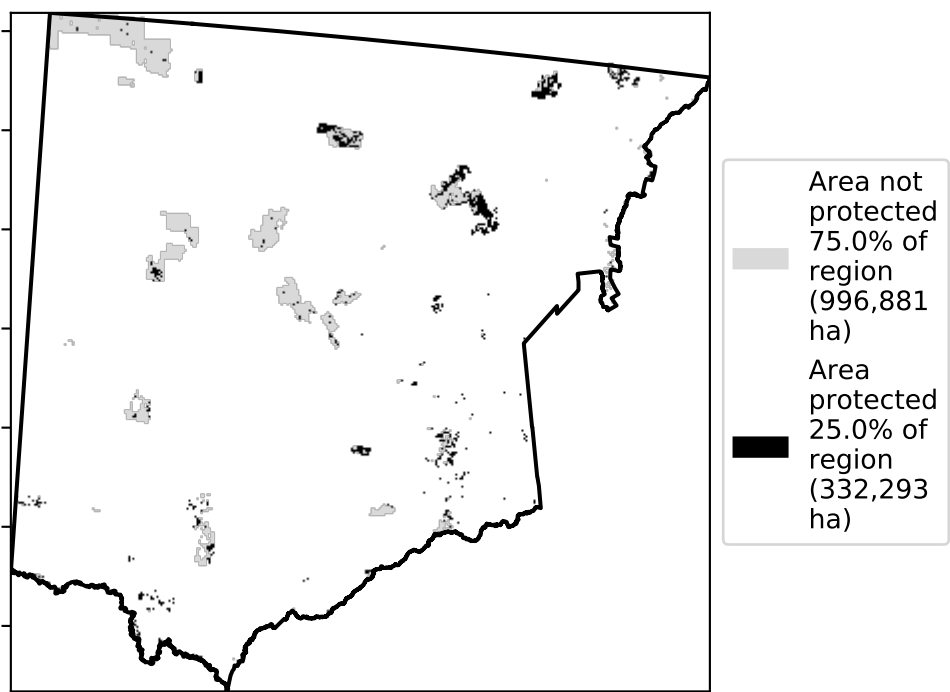 Area not
protected
75.0% of
region
(996,881
ha)
Area
protected
25.0% of
region
(332,293
ha)